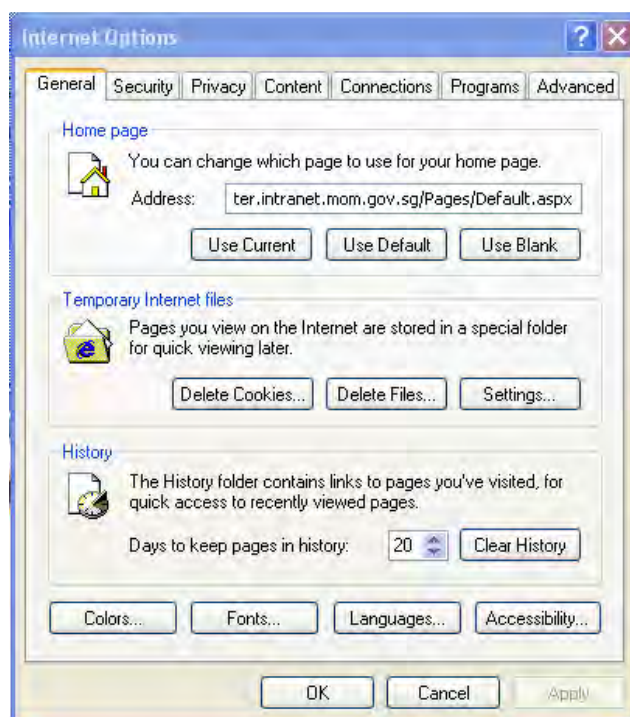 Internet Options
General Security Privacy Content Connections Programs Advanced
Home page
You can change which page to use for your home page.
Address: ter.intranet.mom.gov.sg/Pages/Default.aspx
Use Current Use Default Use Blank
Temporary Internet files
Pages you view on the Internet are stored in a special folder
for quick viewing later.
Delete Cookies... Delete Files... Settings...
History
The History folder contains links to pages you've visited, for
quick access to recently viewed pages.
Days to keep pages in history: 20 Clear History
Colors... Fonts... Languages... Accessibility...
OK Cancel Apply